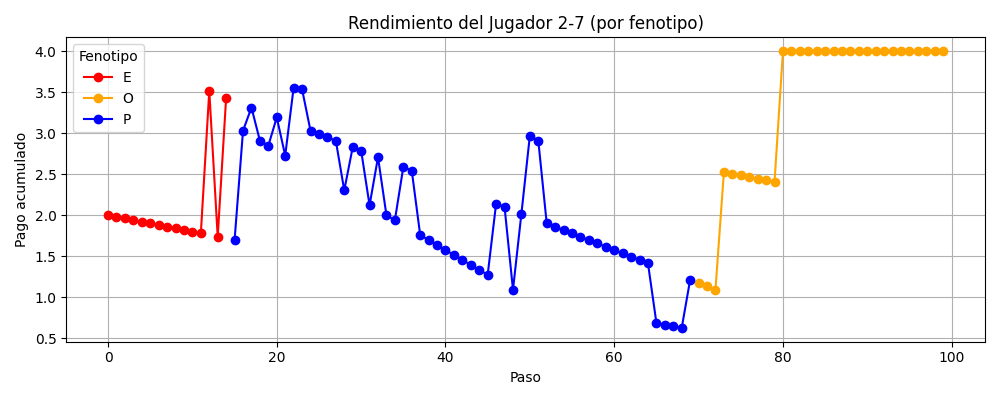 Rendimiento del Jugador 2-7 (por fenotipo)
Fenotipo
E
O
P
Pago acumulado
4.0
3.5
3.0
2.5
2.0
1.5
1.0
0.5
0 20 40 60 80 100
Paso